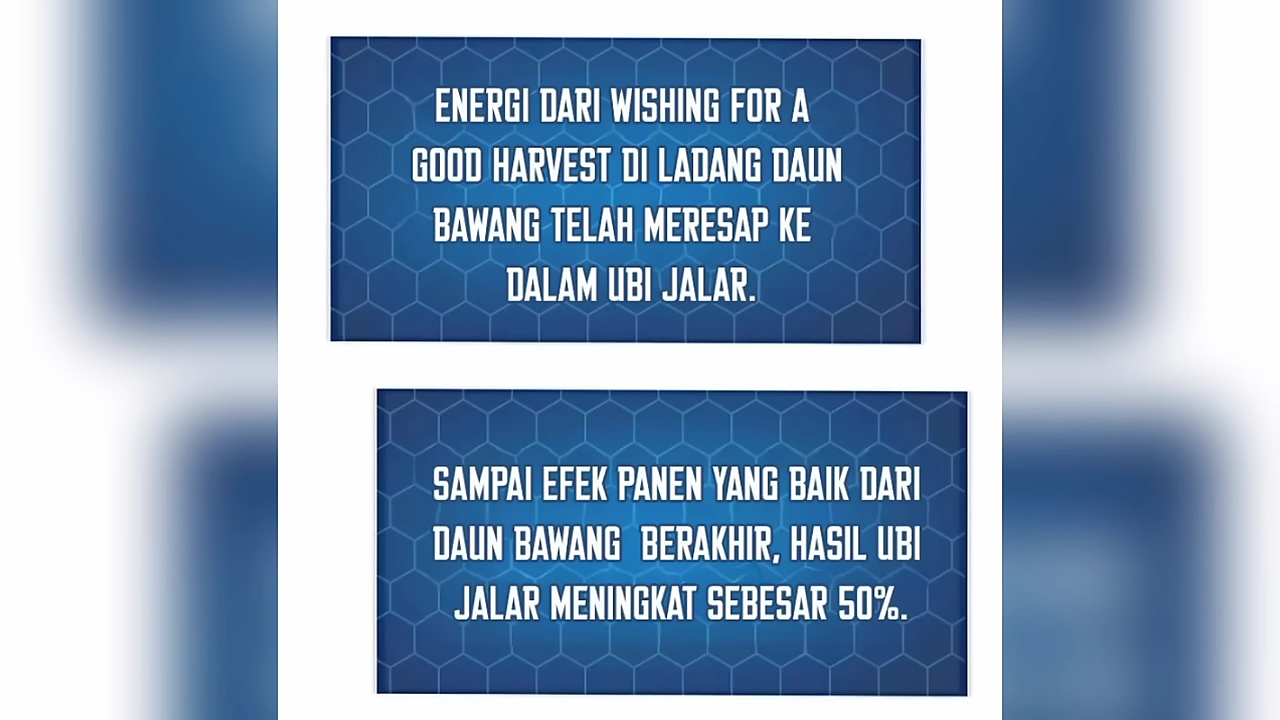 ENERGI DARI WISHING FOR A
GOOD HARVEST DI LADANG DAUN
BAWANG TELAH MERESAP KE
DALAM UBI JALAR.
SAMPAI EFEK PANEN YANG BAIK DARI
DAUN BAWANG BERAKHIR, HASIL UBI
JALAR MENINGKAT SEBESAR 50%.